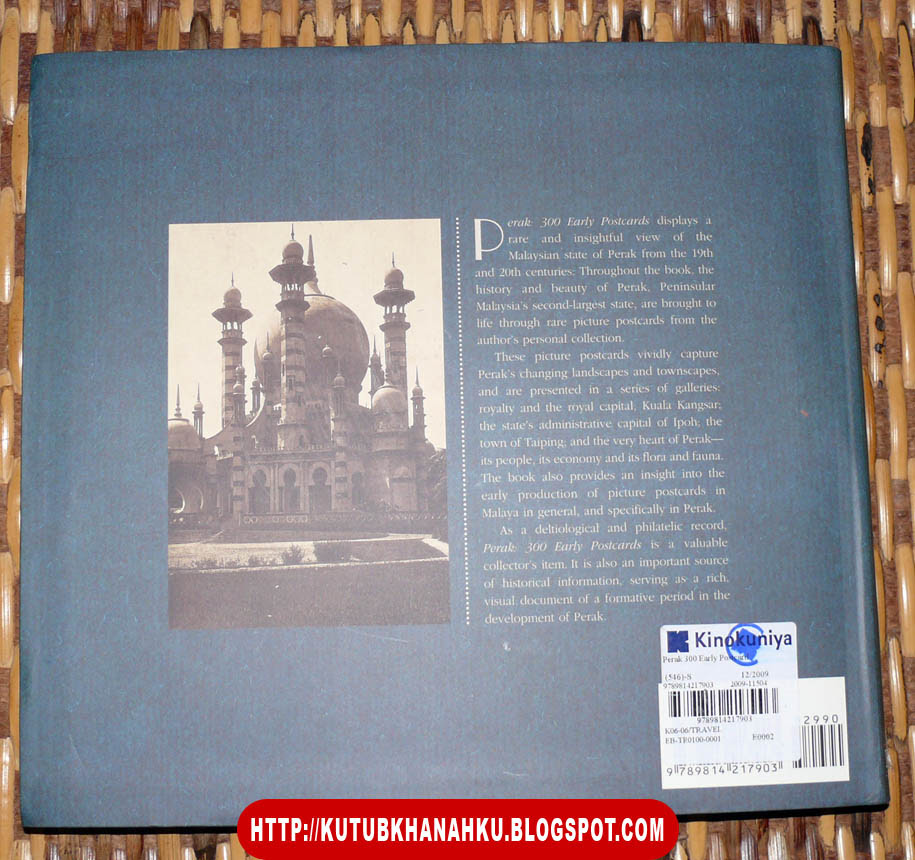 Perak: 300 Early Postcards displays a
rare and insightful view of the
Malaysian state of Perak from the 19th
and 20th centuries: Throughout the book, the
history and beauty of Perak, Peninsular
Malaysia's second-largest state, are brought to
life through rare picture postcards from the
author's personal collection.
These picture postcards vividly capture
Perak's changing landscapes and townscapes,
and are presented in a series of galleries:
royalty and the royal capital, Kuala Kangsar;
the state's administrative capital of Ipoh; the
town of Taiping; and the very heart of Perak—
its people, its economy and its flora and fauna.
The book also provides an insight into the
early production of picture postcards in
Malaya in general, and specifically in Perak.
As a deltiological and philatelic record,
Perak: 300 Early Postcards is a valuable
collector's item. It is also an important source
of historical information, serving as a rich,
visual document of a formative period in the
development of Perak.
Kinokuniya
Perak 300 Early Postcards
(546)-S 12/2009
9789814217903 2009-11504
9789814217903
K06-06/TRAVEL
EB-TR0100-0001 E0002
2990
9 789814 217903
HTTP://KUTUBKHANAHKU.BLOGSPOT.COM